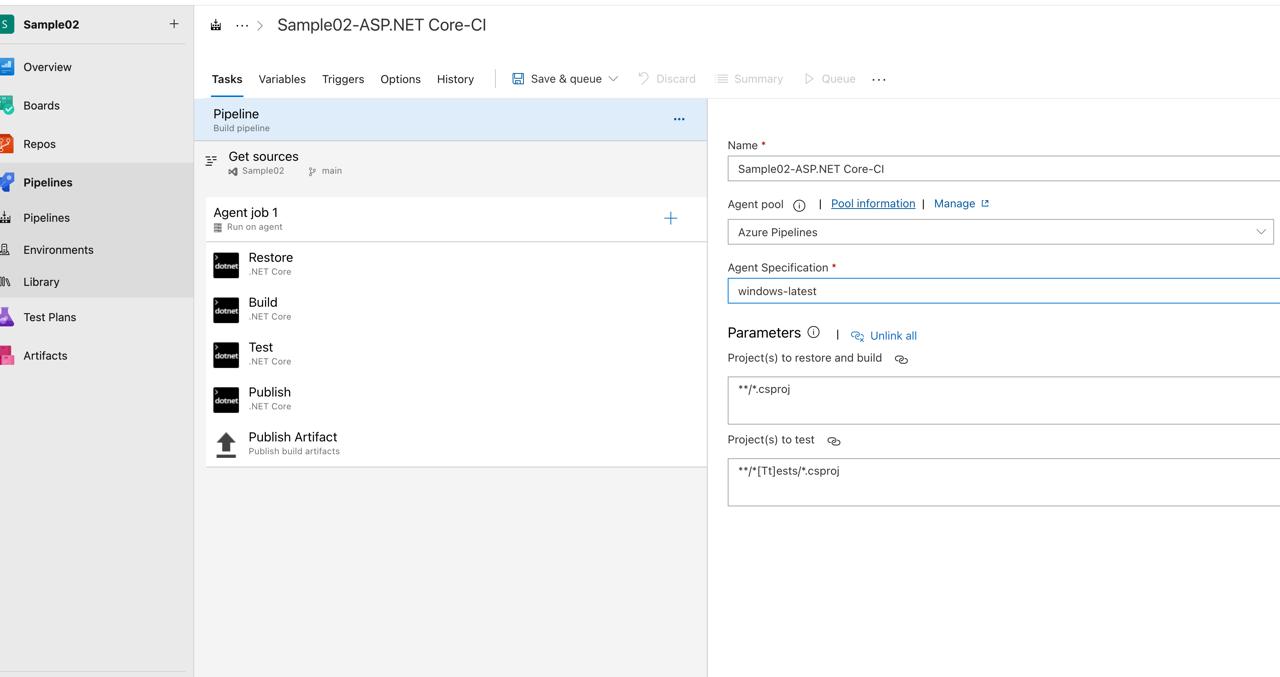 S Sample02 +
Overview
Boards
Repos
Pipelines
Pipelines
Environments
Library
Test Plans
Artifacts
··· > Sample02-ASP.NET Core-CI
Tasks Variables Triggers Options History Save & queue Discard Summary Queue ···
Pipeline
Build pipeline
Get sources
Sample02 main
Agent job 1
Run on agent
dotnet Restore
.NET Core
dotnet Build
.NET Core
dotnet Test
.NET Core
dotnet Publish
.NET Core
Publish Artifact
Publish build artifacts
Name *
Sample02-ASP.NET Core-CI
Agent pool | Pool information | Manage
Azure Pipelines
Agent Specification *
windows-latest
Parameters | Unlink all
Project(s) to restore and build
**/*.csproj
Project(s) to test
**/*[Tt]ests/*.csproj